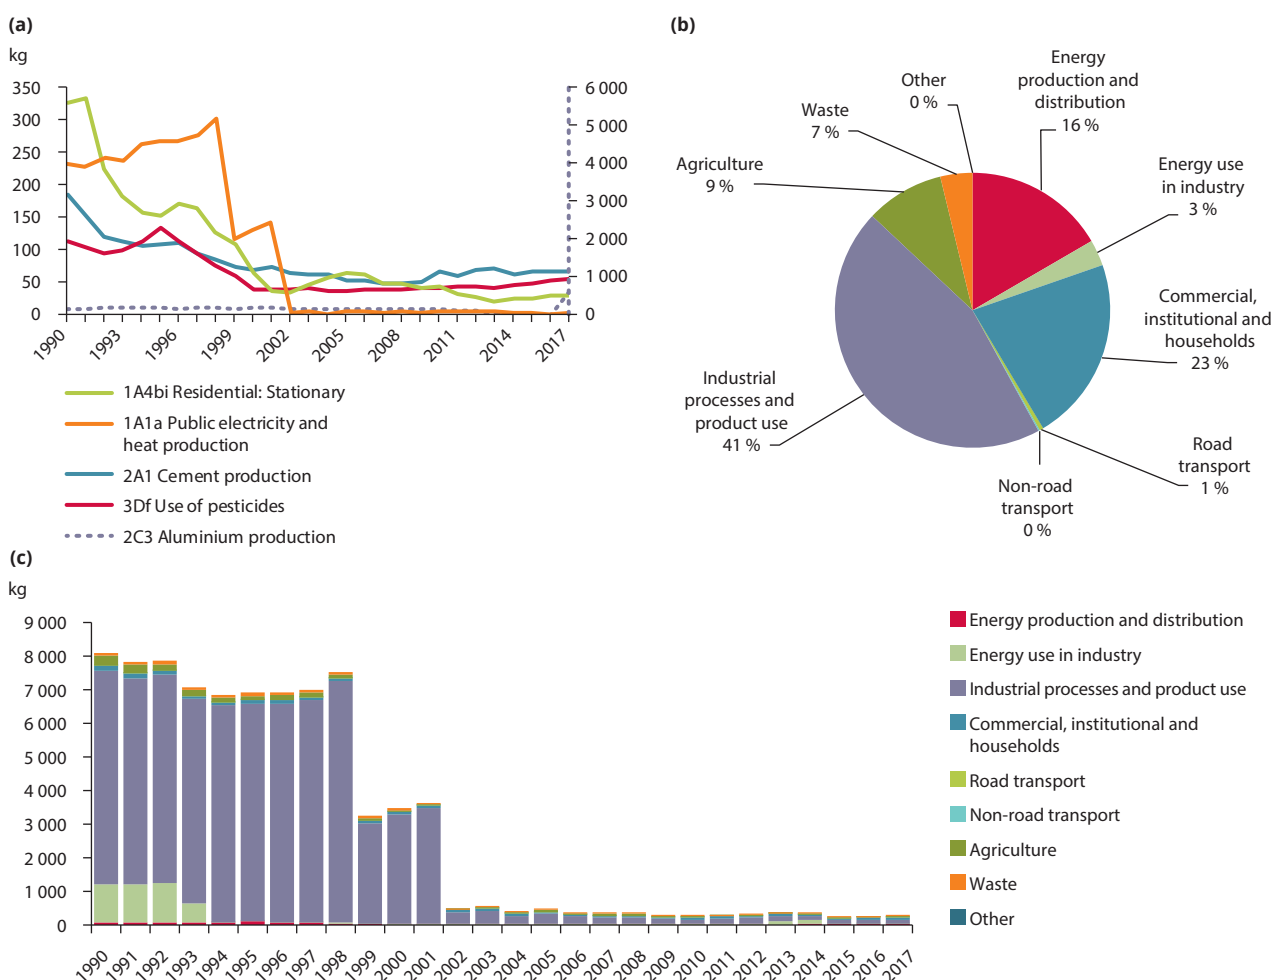 (a)
kg
350
300
250
200
150
100
50
0
6 000
5 000
4 000
3 000
2 000
1 000
0
1990
1993
1996
1999
2002
2005
2008
2011
2014
2017
1A4bi Residential: Stationary
1A1a Public electricity and
heat production
2A1 Cement production
3Df Use of pesticides
2C3 Aluminium production
(b)
Energy
production and
distribution
16 %
Energy use
in industry
3 %
Commercial,
institutional and
households
23 %
Road
transport
1 %
Non-road
transport
0 %
Industrial
processes and
product use
41 %
Agriculture
9 %
Waste
7 %
Other
0 %
(c)
kg
9 000
8 000
7 000
6 000
5 000
4 000
3 000
2 000
1 000
0
1990
1991
1992
1993
1994
1995
1996
1997
1998
1999
2000
2001
2002
2003
2004
2005
2006
2007
2008
2009
2010
2011
2012
2013
2014
2015
2016
2017
Energy production and distribution
Energy use in industry
Industrial processes and product use
Commercial, institutional and
households
Road transport
Non-road transport
Agriculture
Waste
Other